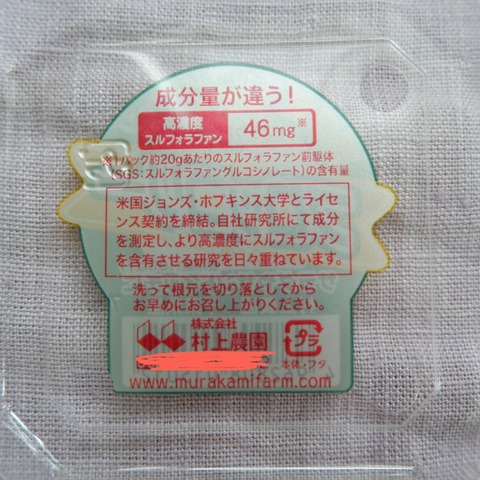 成分量が違う!
高濃度
スルフォラファン
46mg※
※1パック約20gあたりのスルフォラファン前駆体
(SGS:スルフォラファングルコシノレート)の含有量
米国ジョンズ・ホプキンス大学とライセ
ンス契約を締結。自社研究所にて成分
を測定し、より高濃度にスルフォラファン
を含有させる研究を日々重ねています。
洗って根元を切り落としてから
お早めにお召し上がりください。
株式会社
村上農園
プラ
本体・フタ
www.murakamifarm.com